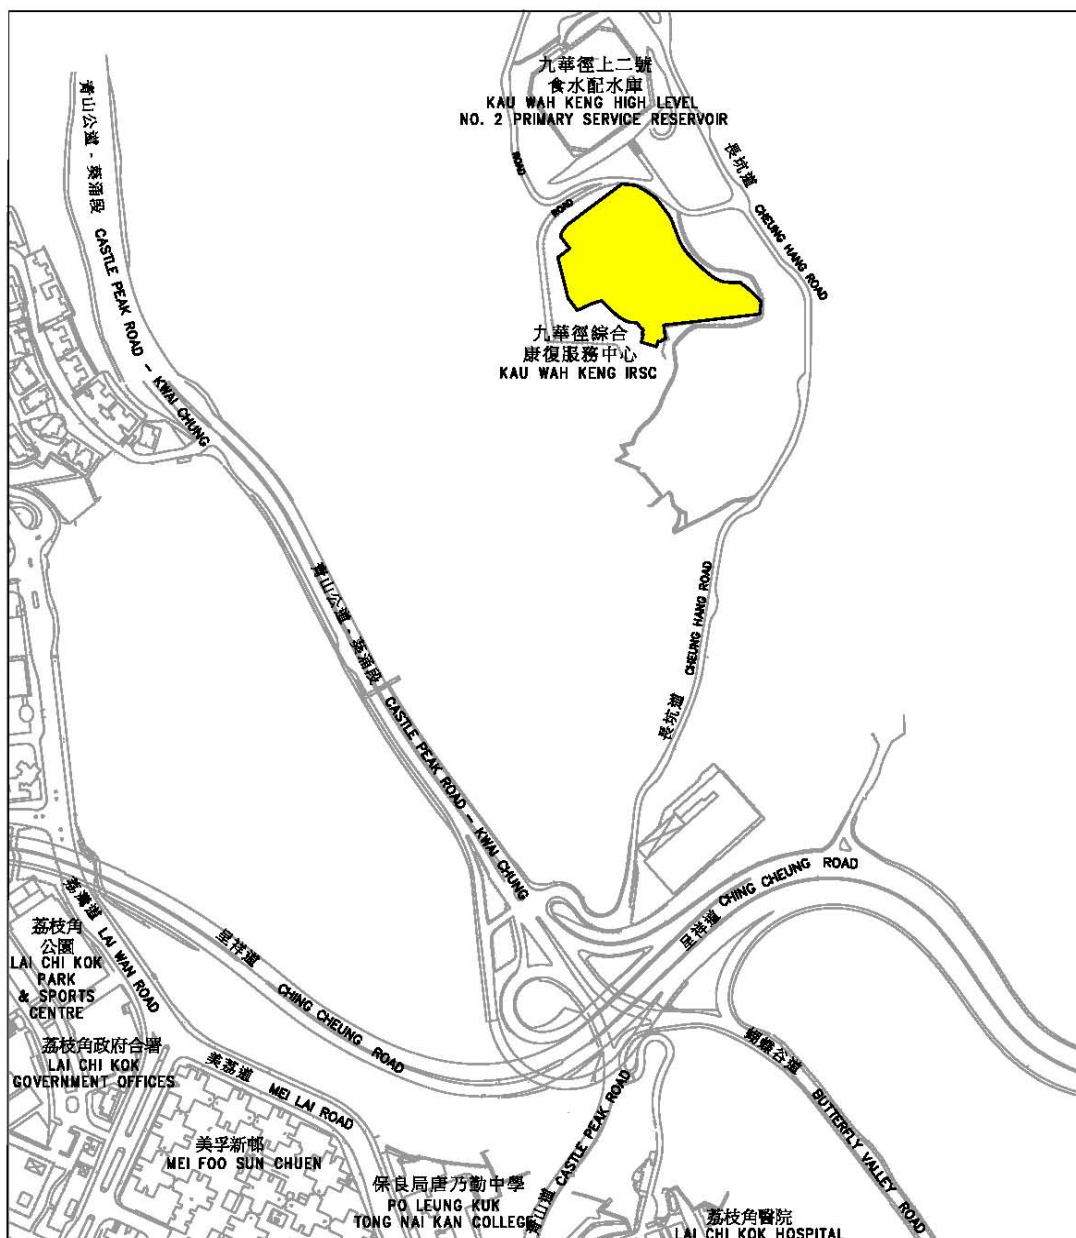 九華徑上二號
食水配水庫
KAU WAH KENG HIGH LEVEL
NO. 2 PRIMARY SERVICE RESERVOIR
青山公道 - 葵涌段 CASTLE PEAK ROAD – KWAI CHUNG
ROAD
ROAD
長坑道 CHEUNG HANG ROAD
九華徑綜合
康復服務中心
KAU WAH KENG IRSC
青山公道 - 葵涌段 CASTLE PEAK ROAD – KWAI CHUNG
長坑道 CHEUNG HANG ROAD
呈祥道 CHING CHEUNG ROAD
荔灣道 LAI WAN ROAD
荔枝角
公園
LAI CHI KOK
PARK
& SPORTS
CENTRE
呈祥道 CHING CHEUNG ROAD
荔枝角政府合署
LAI CHI KOK
GOVERNMENT OFFICES
美荔道 MEI LAI ROAD
蝴蝶谷道 BUTTERFLY VALLEY ROAD
美孚新邨
MEI FOO SUN CHUEN
青山道 CASTLE PEAK ROAD
保良局唐乃勤中學
PO LEUNG KUK
TONG NAI KAN COLLEGE
荔枝角醫院
LAI CHI KOK HOSPITAL